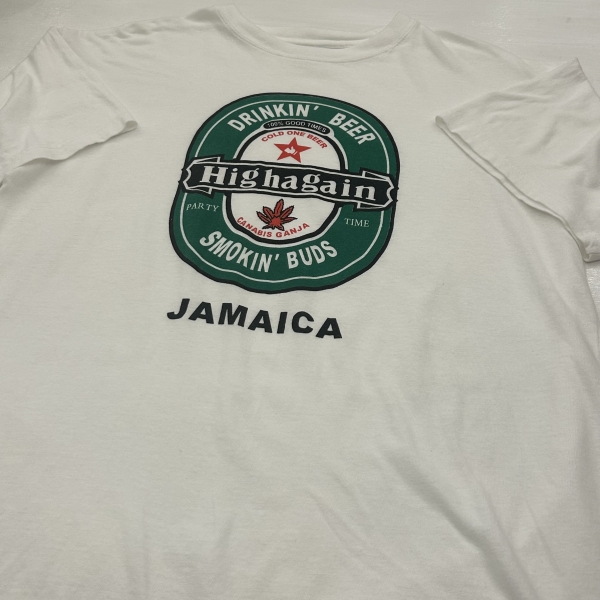 DRINKIN' BEER
100% GOOD TIMES
COLD ONE BEER
Highagain
PARTY TIME
CANABIS GANJA
SMOKIN' BUDS
JAMAICA